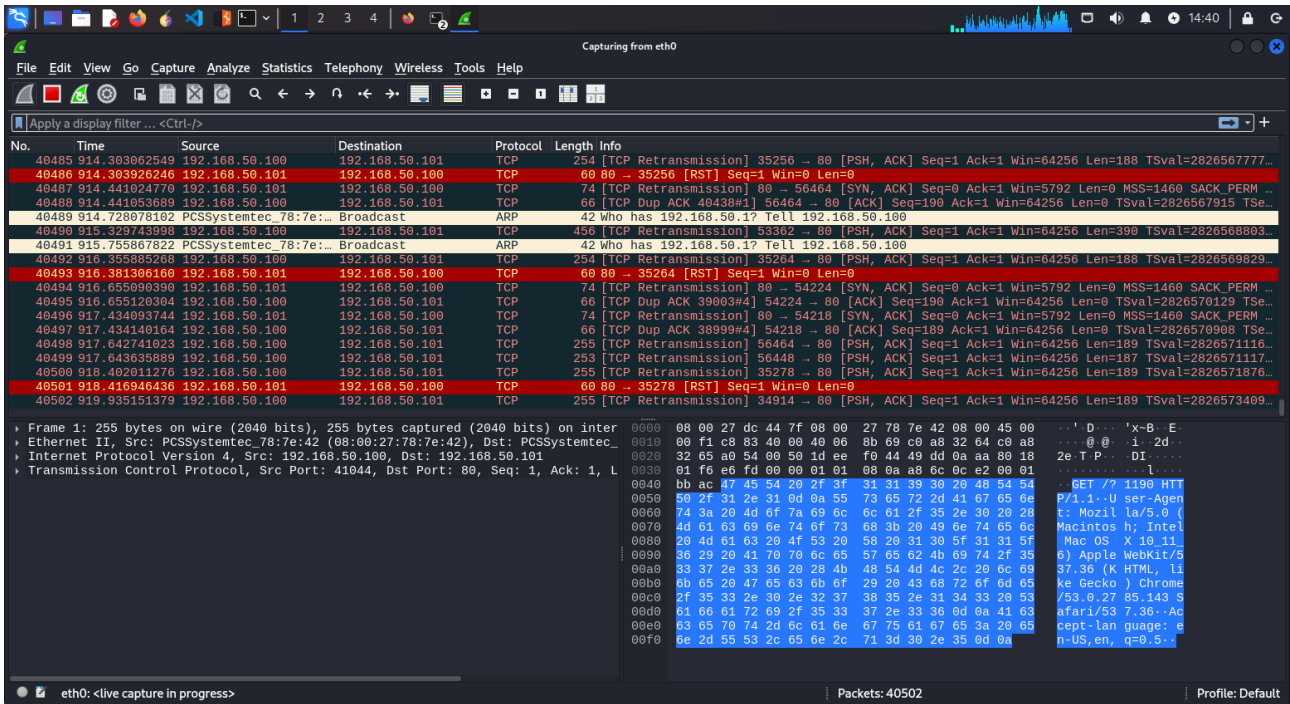 1 2 3 4 14:40
Capturing from eth0
File Edit View Go Capture Analyze Statistics Telephony Wireless Tools Help
Apply a display filter ... <Ctrl-/>
No. Time Source Destination Protocol Length Info
40485 914.303062549 192.168.50.100 192.168.50.101 TCP 254 [TCP Retransmission] 35256 → 80 [PSH, ACK] Seq=1 Ack=1 Win=64256 Len=188 TSval=2826567777…
40486 914.303926246 192.168.50.101 192.168.50.100 TCP 60 80 → 35256 [RST] Seq=1 Win=0 Len=0
40487 914.441024770 192.168.50.101 192.168.50.100 TCP 74 [TCP Retransmission] 80 → 56464 [SYN, ACK] Seq=0 Ack=1 Win=5792 Len=0 MSS=1460 SACK_PERM …
40488 914.441053689 192.168.50.100 192.168.50.101 TCP 66 [TCP Dup ACK 40438#1] 56464 → 80 [ACK] Seq=190 Ack=1 Win=64256 Len=0 TSval=2826567915 TSe…
40489 914.728078102 PCSSystemtec_78:7e:… Broadcast ARP 42 Who has 192.168.50.1? Tell 192.168.50.100
40490 915.329743998 192.168.50.100 192.168.50.101 TCP 456 [TCP Retransmission] 53362 → 80 [PSH, ACK] Seq=1 Ack=1 Win=64256 Len=390 TSval=2826568803…
40491 915.755867822 PCSSystemtec_78:7e:… Broadcast ARP 42 Who has 192.168.50.1? Tell 192.168.50.100
40492 916.355885268 192.168.50.100 192.168.50.101 TCP 254 [TCP Retransmission] 35264 → 80 [PSH, ACK] Seq=1 Ack=1 Win=64256 Len=188 TSval=2826569829…
40493 916.381306160 192.168.50.101 192.168.50.100 TCP 60 80 → 35264 [RST] Seq=1 Win=0 Len=0
40494 916.655090390 192.168.50.101 192.168.50.100 TCP 74 [TCP Retransmission] 80 → 54224 [SYN, ACK] Seq=0 Ack=1 Win=5792 Len=0 MSS=1460 SACK_PERM …
40495 916.655120304 192.168.50.100 192.168.50.101 TCP 66 [TCP Dup ACK 39003#4] 54224 → 80 [ACK] Seq=190 Ack=1 Win=64256 Len=0 TSval=2826570129 TSe…
40496 917.434093744 192.168.50.101 192.168.50.100 TCP 74 [TCP Retransmission] 80 → 54218 [SYN, ACK] Seq=0 Ack=1 Win=5792 Len=0 MSS=1460 SACK_PERM …
40497 917.434140164 192.168.50.100 192.168.50.101 TCP 66 [TCP Dup ACK 38999#4] 54218 → 80 [ACK] Seq=189 Ack=1 Win=64256 Len=0 TSval=2826570908 TSe…
40498 917.642741023 192.168.50.100 192.168.50.101 TCP 255 [TCP Retransmission] 56464 → 80 [PSH, ACK] Seq=1 Ack=1 Win=64256 Len=189 TSval=2826571116…
40499 917.643635889 192.168.50.100 192.168.50.101 TCP 253 [TCP Retransmission] 56448 → 80 [PSH, ACK] Seq=1 Ack=1 Win=64256 Len=187 TSval=2826571117…
40500 918.402011276 192.168.50.100 192.168.50.101 TCP 255 [TCP Retransmission] 35278 → 80 [PSH, ACK] Seq=1 Ack=1 Win=64256 Len=189 TSval=2826571876…
40501 918.416946436 192.168.50.101 192.168.50.100 TCP 60 80 → 35278 [RST] Seq=1 Win=0 Len=0
40502 919.935151379 192.168.50.100 192.168.50.101 TCP 255 [TCP Retransmission] 34914 → 80 [PSH, ACK] Seq=1 Ack=1 Win=64256 Len=189 TSval=2826573409…
Frame 1: 255 bytes on wire (2040 bits), 255 bytes captured (2040 bits) on inter
Ethernet II, Src: PCSSystemtec_78:7e:42 (08:00:27:78:7e:42), Dst: PCSSystemtec_
Internet Protocol Version 4, Src: 192.168.50.100, Dst: 192.168.50.101
Transmission Control Protocol, Src Port: 41044, Dst Port: 80, Seq: 1, Ack: 1, L
0000 08 00 27 dc 44 7f 08 00 27 78 7e 42 08 00 45 00 ··'·D··· 'x~B··E·
0010 00 f1 c8 83 40 00 40 06 8b 69 c0 a8 32 64 c0 a8 ····@·@· ·i··2d··
0020 32 65 a0 54 00 50 1d ee f0 44 49 dd 0a aa 80 18 2e·T·P·· ·DI·····
0030 01 f6 e6 fd 00 00 01 01 08 0a a8 6c 0c e2 00 01 ········ ···l····
0040 bb ac 47 45 54 20 2f 3f 31 31 39 30 20 48 54 54 ··GET /? 1190 HTT
0050 50 2f 31 2e 31 0d 0a 55 73 65 72 2d 41 67 65 6e P/1.1··U ser-Agen
0060 74 3a 20 4d 6f 7a 69 6c 6c 61 2f 35 2e 30 20 28 t: Mozil la/5.0 (
0070 4d 61 63 69 6e 74 6f 73 68 3b 20 49 6e 74 65 6c Macintos h; Intel
0080 20 4d 61 63 20 4f 53 20 58 20 31 30 5f 31 31 5f Mac OS X 10_11_
0090 36 29 20 41 70 70 6c 65 57 65 62 4b 69 74 2f 35 6) Apple WebKit/5
00a0 33 37 2e 33 36 20 28 4b 48 54 4d 4c 2c 20 6c 69 37.36 (K HTML, li
00b0 6b 65 20 47 65 63 6b 6f 29 20 43 68 72 6f 6d 65 ke Gecko ) Chrome
00c0 2f 35 33 2e 30 2e 32 37 38 35 2e 31 34 33 20 53 /53.0.27 85.143 S
00d0 61 66 61 72 69 2f 35 33 37 2e 33 36 0d 0a 41 63 afari/53 7.36··Ac
00e0 63 65 70 74 2d 6c 61 6e 67 75 61 67 65 3a 20 65 cept-lan guage: e
00f0 6e 2d 55 53 2c 65 6e 2c 71 3d 30 2e 35 0d 0a n-US,en, q=0.5··
eth0: <live capture in progress> Packets: 40502 Profile: Default